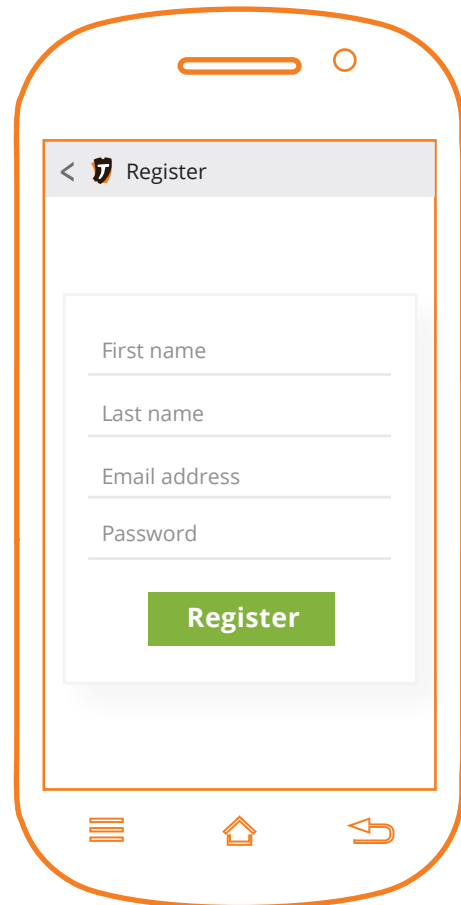 < Register
First name
Last name
Email address
Password
Register